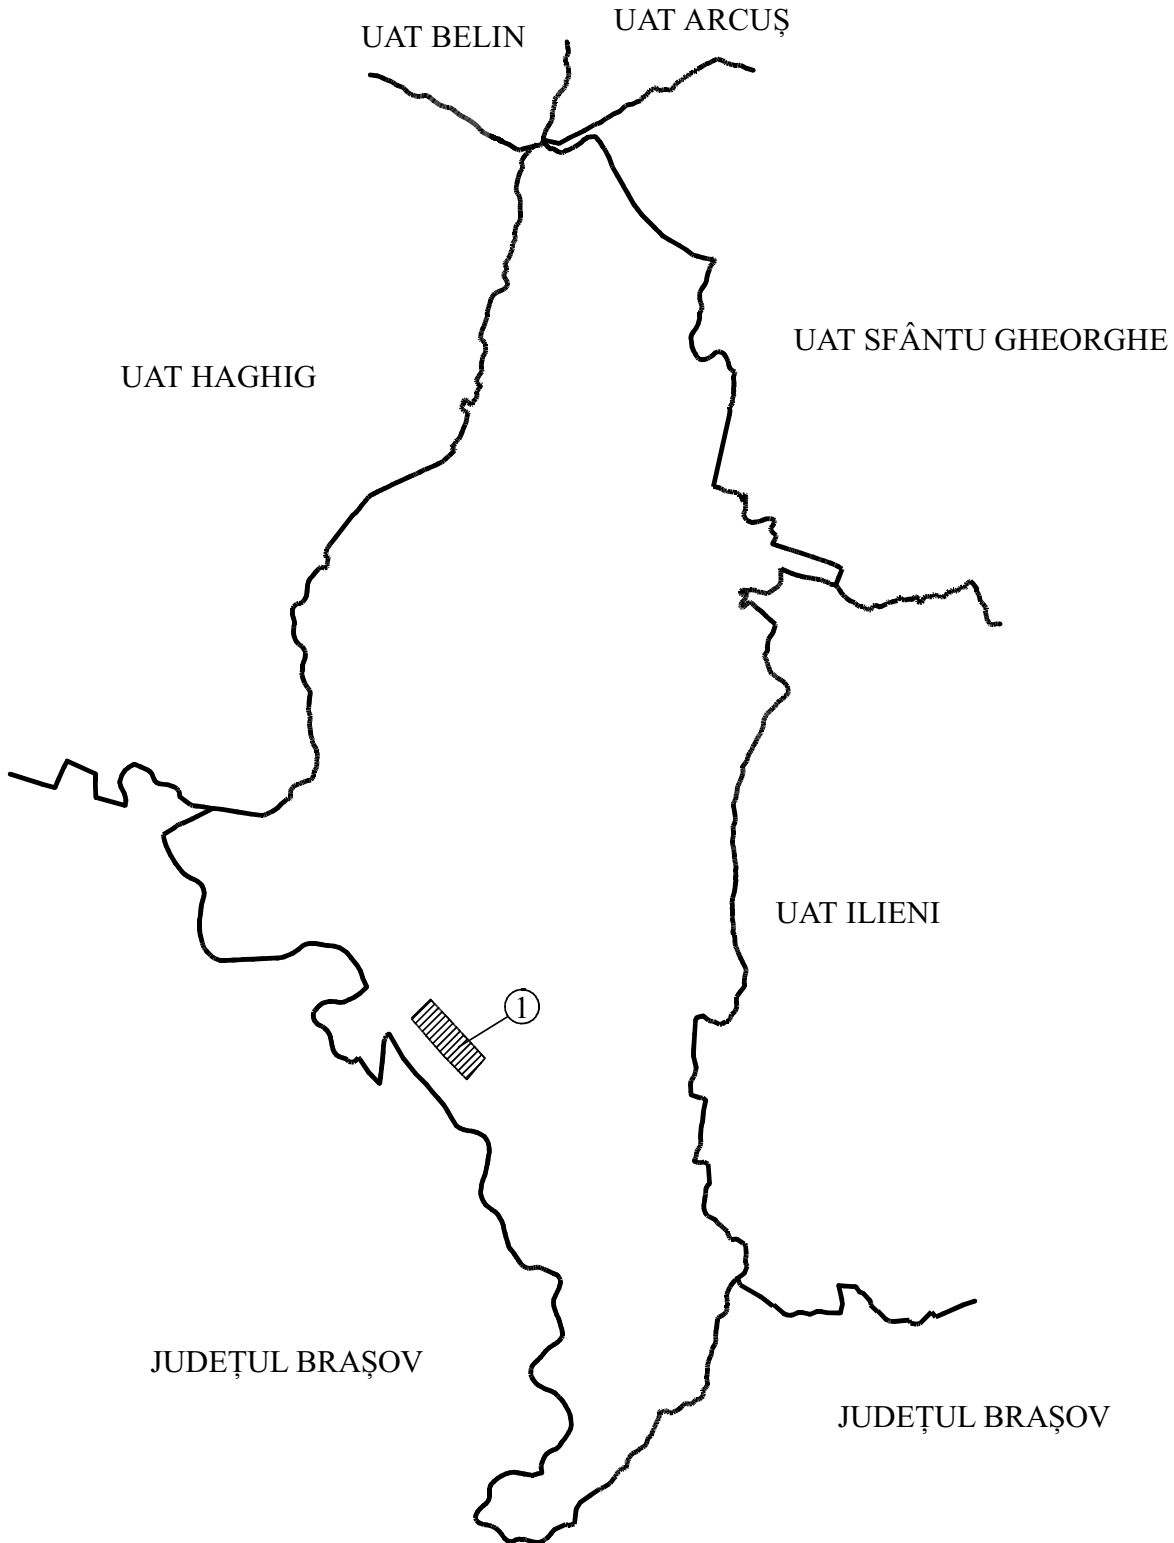 UAT BELIN
UAT ARCUȘ
UAT SFÂNTU GHEORGHE
UAT HAGHIG
UAT ILIENI
1
JUDEȚUL BRAȘOV
JUDEȚUL BRAȘOV